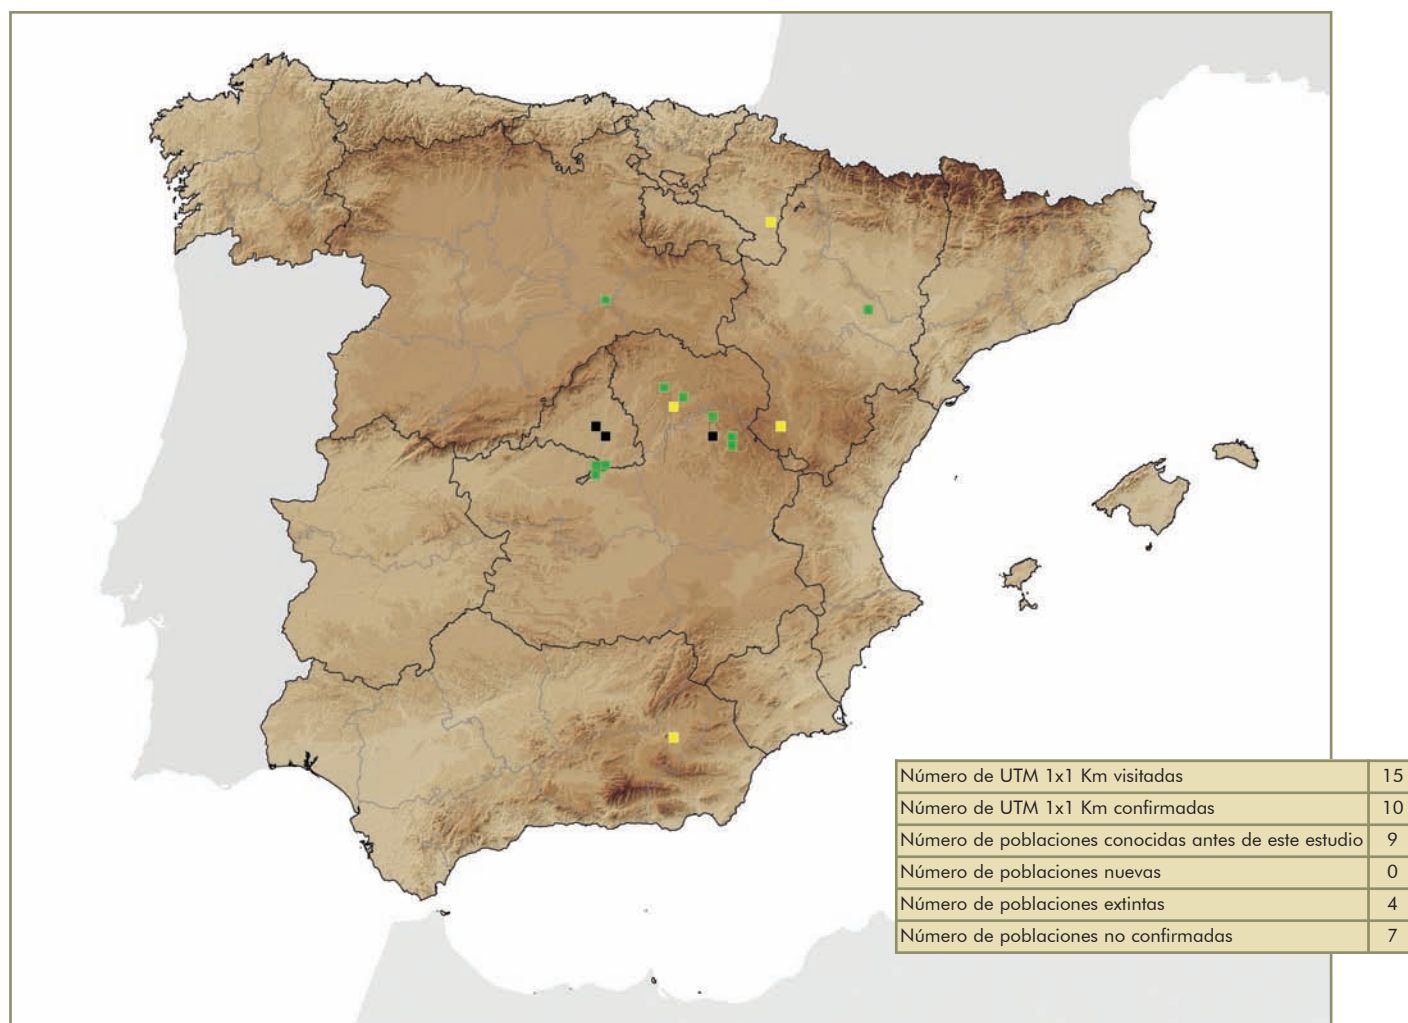 Número de UTM 1x1 Km visitadas 15
Número de UTM 1x1 Km confirmadas 10
Número de poblaciones conocidas antes de este estudio 9
Número de poblaciones nuevas 0
Número de poblaciones extintas 4
Número de poblaciones no confirmadas 7